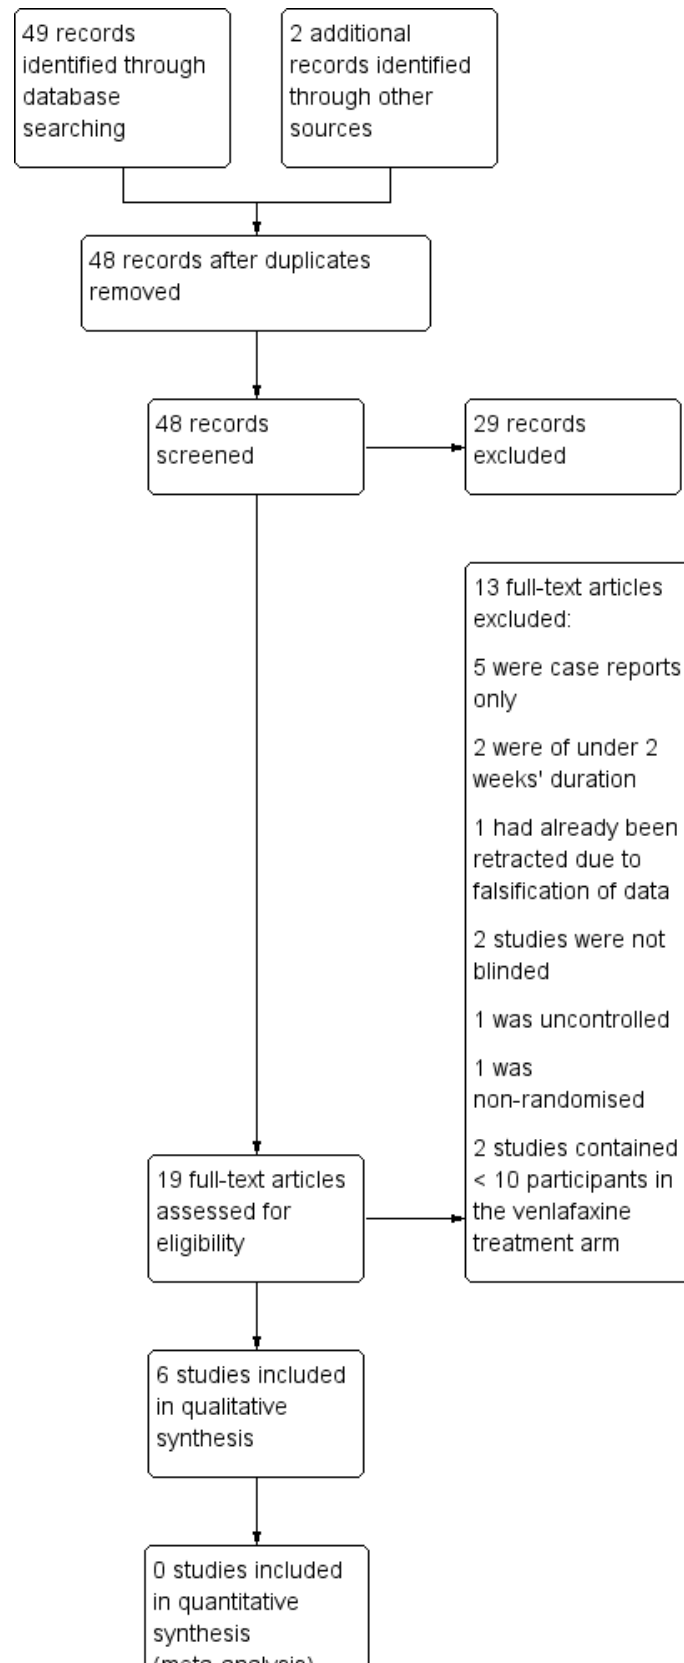 49 records
identified through
database
searching
2 additional
records identified
through other
sources
48 records after duplicates
removed
48 records
screened
29 records
excluded
13 full-text articles
excluded:
5 were case reports
only
2 were of under 2
weeks' duration
1 had already been
retracted due to
falsification of data
2 studies were not
blinded
1 was uncontrolled
1 was
non-randomised
2 studies contained
< 10 participants in
the venlafaxine
treatment arm
19 full-text articles
assessed for
eligibility
6 studies included
in qualitative
synthesis
0 studies included
in quantitative
synthesis
(meta-analysis)